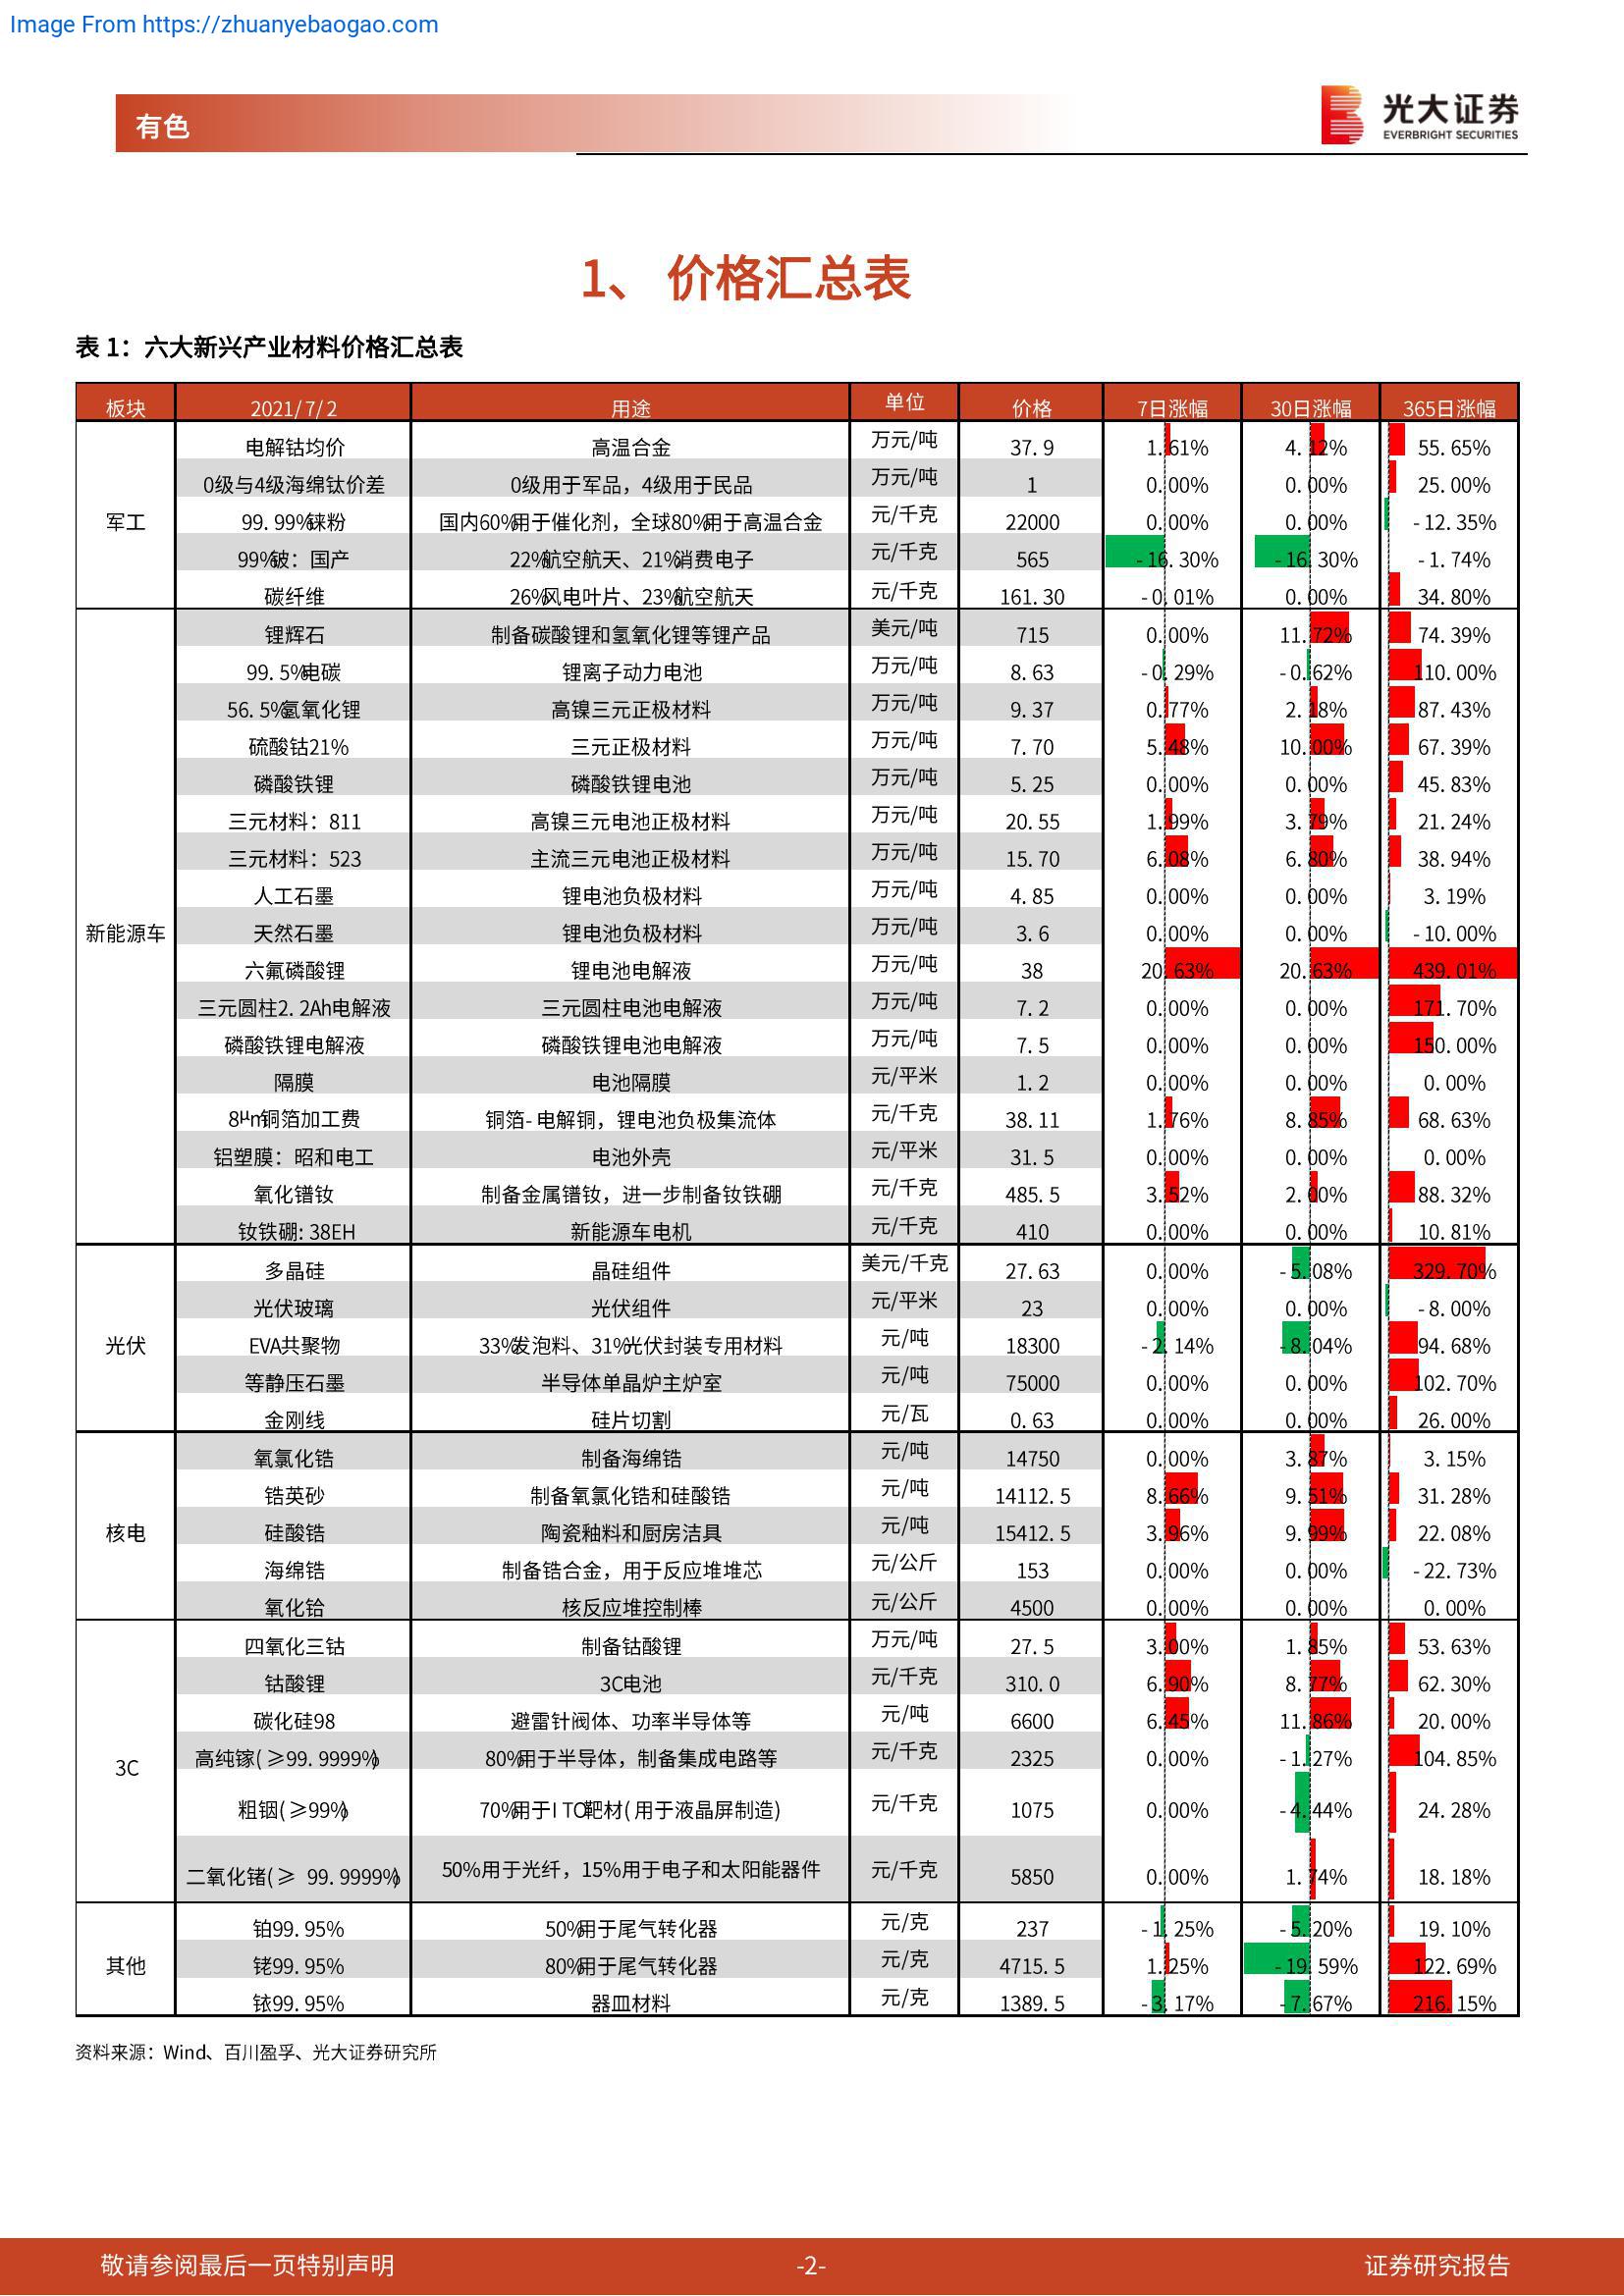 Image From https://zhuanyebaogao.com
有色
光大证券
EVERBRIGHT SECURITIES
1、 价格汇总表
表 1：六大新兴产业材料价格汇总表
板块 2021/7/2 用途 单位 价格 7日涨幅 30日涨幅 365日涨幅
军工
电解钴均价 高温合金 万元/吨 37.9 1.61% 4.12% 55.65%
0级与4级海绵钛价差 0级用于军品，4级用于民品 万元/吨 1 0.00% 0.00% 25.00%
99.99%铼粉 国内60%用于催化剂，全球80%用于高温合金 元/千克 22000 0.00% 0.00% -12.35%
99%铍：国产 22%航空航天、21%消费电子 元/千克 565 -16.30% -16.30% -1.74%
碳纤维 26%风电叶片、23%航空航天 元/千克 161.30 -0.01% 0.00% 34.80%
新能源车
锂辉石 制备碳酸锂和氢氧化锂等锂产品 美元/吨 715 0.00% 11.72% 74.39%
99.5%电碳 锂离子动力电池 万元/吨 8.63 -0.29% -0.62% 110.00%
56.5%氢氧化锂 高镍三元正极材料 万元/吨 9.37 0.77% 2.18% 87.43%
硫酸钴21% 三元正极材料 万元/吨 7.70 5.48% 10.00% 67.39%
磷酸铁锂 磷酸铁锂电池 万元/吨 5.25 0.00% 0.00% 45.83%
三元材料：811 高镍三元电池正极材料 万元/吨 20.55 1.99% 3.79% 21.24%
三元材料：523 主流三元电池正极材料 万元/吨 15.70 6.08% 6.80% 38.94%
人工石墨 锂电池负极材料 万元/吨 4.85 0.00% 0.00% 3.19%
天然石墨 锂电池负极材料 万元/吨 3.6 0.00% 0.00% -10.00%
六氟磷酸锂 锂电池电解液 万元/吨 38 20.63% 20.63% 439.01%
三元圆柱2.2Ah电解液 三元圆柱电池电解液 万元/吨 7.2 0.00% 0.00% 171.70%
磷酸铁锂电解液 磷酸铁锂电池电解液 万元/吨 7.5 0.00% 0.00% 150.00%
隔膜 电池隔膜 元/平米 1.2 0.00% 0.00% 0.00%
8μm铜箔加工费 铜箔-电解铜，锂电池负极集流体 元/千克 38.11 1.76% 8.85% 68.63%
铝塑膜：昭和电工 电池外壳 元/平米 31.5 0.00% 0.00% 0.00%
氧化镨钕 制备金属镨钕，进一步制备钕铁硼 元/千克 485.5 3.52% 2.00% 88.32%
钕铁硼:38EH 新能源车电机 元/千克 410 0.00% 0.00% 10.81%
光伏
多晶硅 晶硅组件 美元/千克 27.63 0.00% -5.08% 329.70%
光伏玻璃 光伏组件 元/平米 23 0.00% 0.00% -8.00%
EVA共聚物 33%发泡料、31%光伏封装专用材料 元/吨 18300 -2.14% -8.04% 94.68%
等静压石墨 半导体单晶炉主炉室 元/吨 75000 0.00% 0.00% 102.70%
金刚线 硅片切割 元/瓦 0.63 0.00% 0.00% 26.00%
核电
氧氯化锆 制备海绵锆 元/吨 14750 0.00% 3.87% 3.15%
锆英砂 制备氧氯化锆和硅酸锆 元/吨 14112.5 8.66% 9.51% 31.28%
硅酸锆 陶瓷釉料和厨房洁具 元/吨 15412.5 3.96% 9.99% 22.08%
海绵锆 制备锆合金，用于反应堆堆芯 元/公斤 153 0.00% 0.00% -22.73%
氧化铪 核反应堆控制棒 元/公斤 4500 0.00% 0.00% 0.00%
3C
四氧化三钴 制备钴酸锂 万元/吨 27.5 3.00% 1.85% 53.63%
钴酸锂 3C电池 元/千克 310.0 6.90% 8.77% 62.30%
碳化硅98 避雷针阀体、功率半导体等 元/吨 6600 6.45% 11.86% 20.00%
高纯镓(≥99.9999%) 80%用于半导体，制备集成电路等 元/千克 2325 0.00% -1.27% 104.85%
粗铟(≥99%) 70%用于ITO靶材(用于液晶屏制造) 元/千克 1075 0.00% -4.44% 24.28%
二氧化锗(≥ 99.9999%) 50%用于光纤，15%用于电子和太阳能器件 元/千克 5850 0.00% 1.74% 18.18%
其他
铂99.95% 50%用于尾气转化器 元/克 237 -1.25% -5.20% 19.10%
铑99.95% 80%用于尾气转化器 元/克 4715.5 1.25% -19.59% 122.69%
铱99.95% 器皿材料 元/克 1389.5 -3.17% -7.67% 216.15%
资料来源：Wind、百川盈孚、光大证券研究所
敬请参阅最后一页特别声明 -2- 证券研究报告